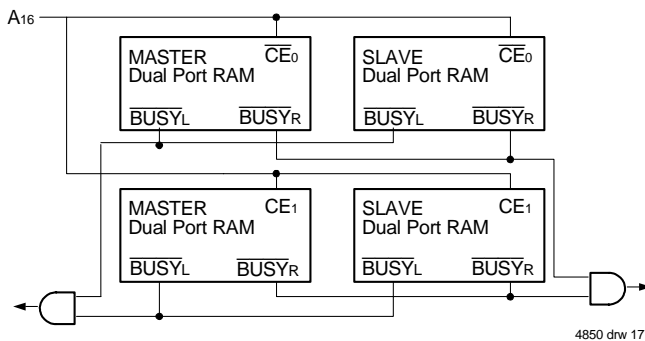 A16
MASTER CE0
Dual Port RAM
BUSYL BUSYR
SLAVE CE0
Dual Port RAM
BUSYL BUSYR
MASTER CE1
Dual Port RAM
BUSYL BUSYR
SLAVE CE1
Dual Port RAM
BUSYL BUSYR
4850 drw 17